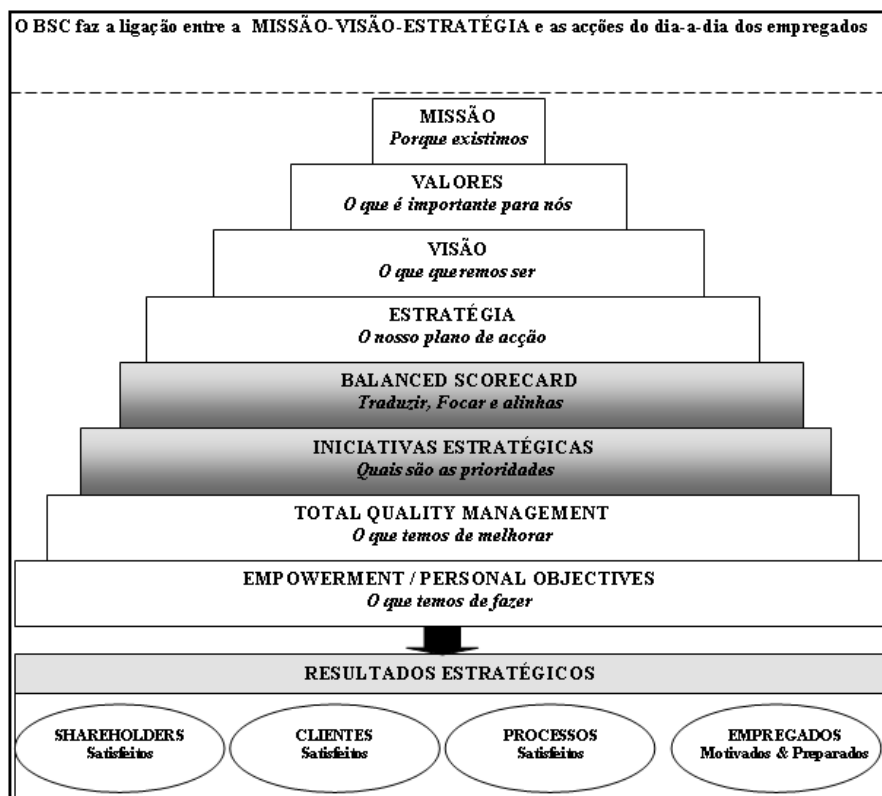 O BSC faz a ligação entre a MISSÃO-VISÃO-ESTRATÉGIA e as acções do dia-a-dia dos empregados
MISSÃO
Porque existimos
VALORES
O que é importante para nós
VISÃO
O que queremos ser
ESTRATÉGIA
O nosso plano de acção
BALANCED SCORECARD
Traduzir, Focar e alinhas
INICIATIVAS ESTRATÉGICAS
Quais são as prioridades
TOTAL QUALITY MANAGEMENT
O que temos de melhorar
EMPOWERMENT / PERSONAL OBJECTIVES
O que temos de fazer
RESULTADOS ESTRATÉGICOS
SHAREHOLDERS
Satisfeitos
CLIENTES
Satisfeitos
PROCESSOS
Satisfeitos
EMPREGADOS
Motivados & Preparados